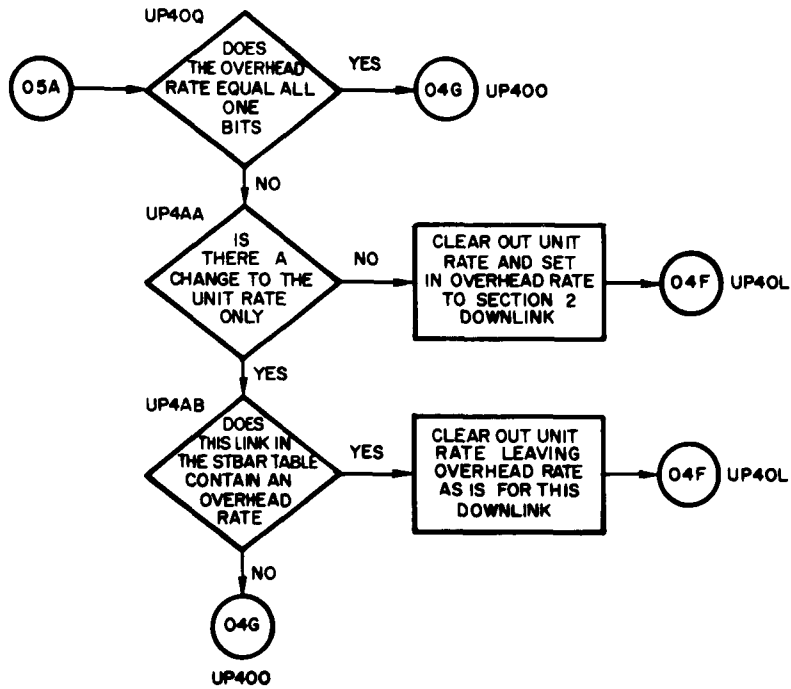 UP40Q
05A
DOES
THE OVERHEAD
RATE EQUAL ALL
ONE
BITS
YES
04G
UP400
NO
UP4AA
IS
THERE A
CHANGE TO THE
UNIT RATE
ONLY
NO
CLEAR OUT UNIT
RATE AND SET
IN OVERHEAD RATE
TO SECTION 2
DOWNLINK
04F
UP40L
YES
UP4AB
DOES
THIS LINK IN
THE STBAR TABLE
CONTAIN AN
OVERHEAD
RATE
YES
CLEAR OUT UNIT
RATE LEAVING
OVERHEAD RATE
AS IS FOR THIS
DOWNLINK
04F
UP40L
NO
04G
UP400